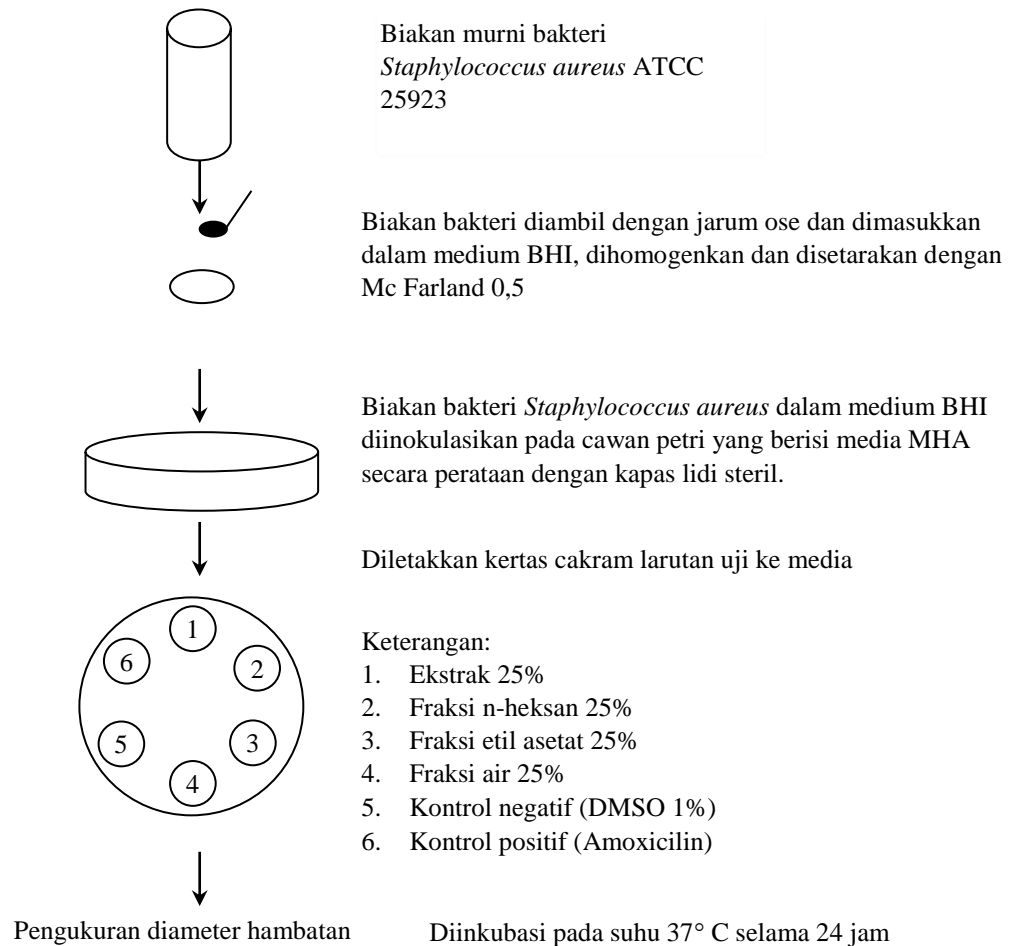 Biakan murni bakteri
Staphylococcus aureus ATCC
25923
Biakan bakteri diambil dengan jarum ose dan dimasukkan
dalam medium BHI, dihomogenkan dan disetarakan dengan
Mc Farland 0,5
Biakan bakteri Staphylococcus aureus dalam medium BHI
diinokulasikan pada cawan petri yang berisi media MHA
secara perataan dengan kapas lidi steril.
Diletakkan kertas cakram larutan uji ke media
1
2
3
4
5
6
Keterangan:
1. Ekstrak 25%
2. Fraksi n-heksan 25%
3. Fraksi etil asetat 25%
4. Fraksi air 25%
5. Kontrol negatif (DMSO 1%)
6. Kontrol positif (Amoxicilin)
Pengukuran diameter hambatan
Diinkubasi pada suhu 37° C selama 24 jam